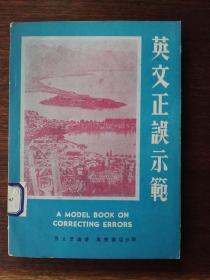 英文正誤示範
A MODEL BOOK ON
CORRECTING ERRORS